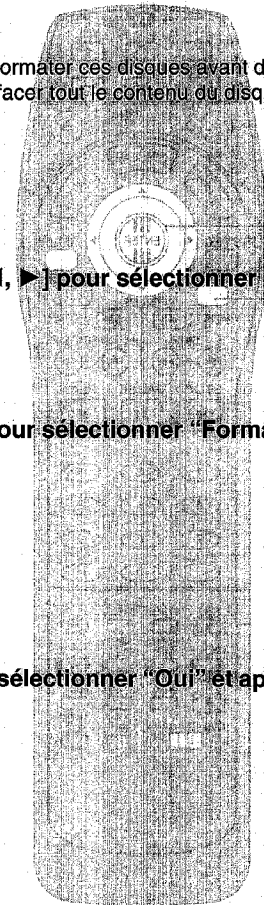 ormater ces disques avant d
facer tout le contenu du disq
, ►] pour sélectionner
our sélectionner "Forma
sélectionner "Oui" et ap